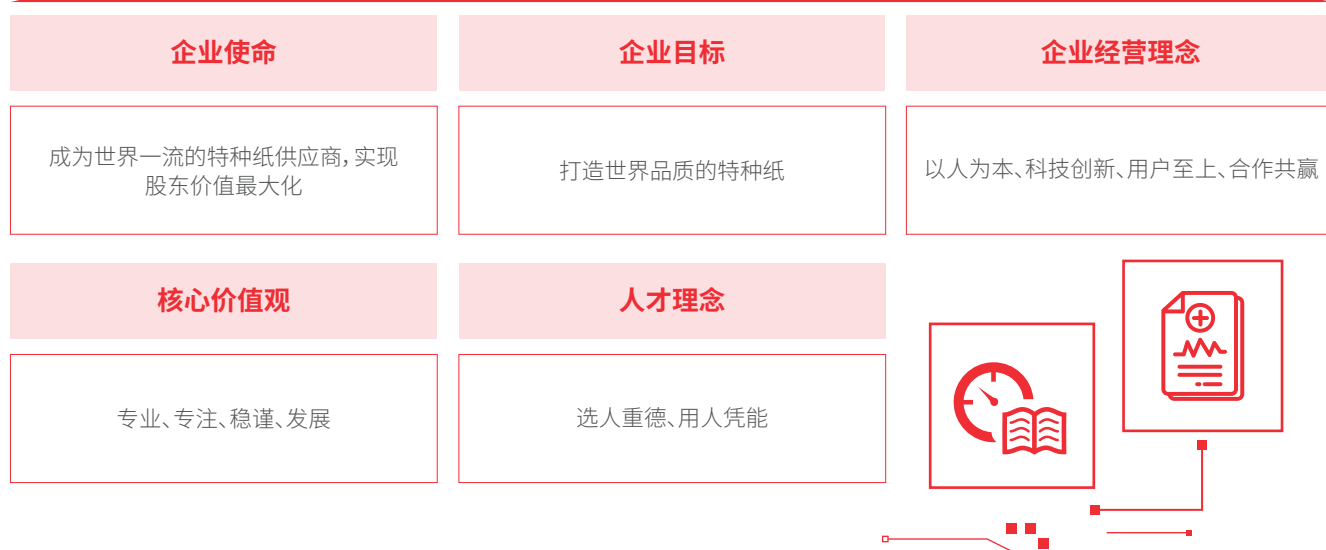 企业使命
企业目标
企业经营理念
成为世界一流的特种纸供应商，实现
股东价值最大化
打造世界品质的特种纸
以人为本、科技创新、用户至上、合作共赢
核心价值观
人才理念
专业、专注、稳谨、发展
选人重德、用人凭能